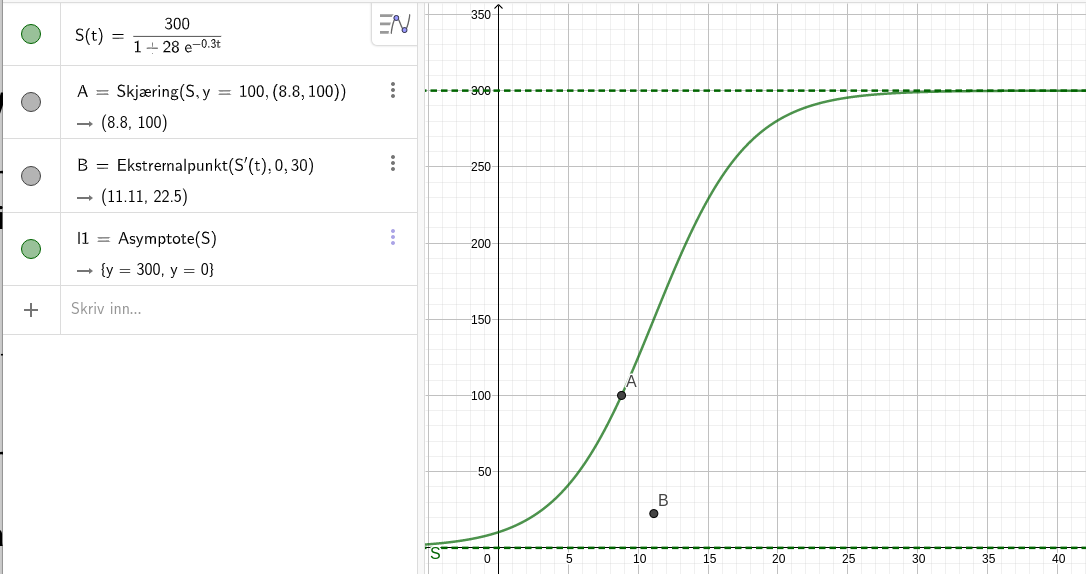 S(t) = 300 / (1 + 28 e^(−0.3t))
A = Skjæring(S, y = 100, (8.8, 100))
→ (8.8, 100)
B = Ekstremalpunkt(S′(t), 0, 30)
→ (11.11, 22.5)
l1 = Asymptote(S)
→ {y = 300, y = 0}
+ Skriv inn...
350
300
250
200
150
100
50
A
B
S
0 5 10 15 20 25 30 35 40